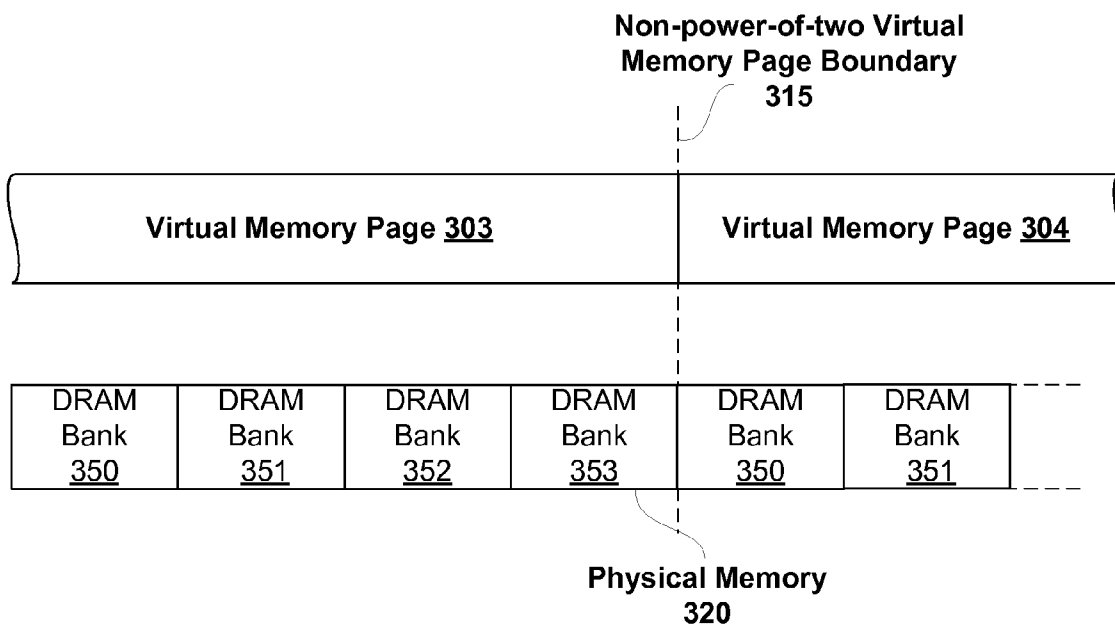 Non-power-of-two Virtual
Memory Page Boundary
315
Virtual Memory Page 303
Virtual Memory Page 304
DRAM
Bank
350
DRAM
Bank
351
DRAM
Bank
352
DRAM
Bank
353
DRAM
Bank
350
DRAM
Bank
351
Physical Memory
320